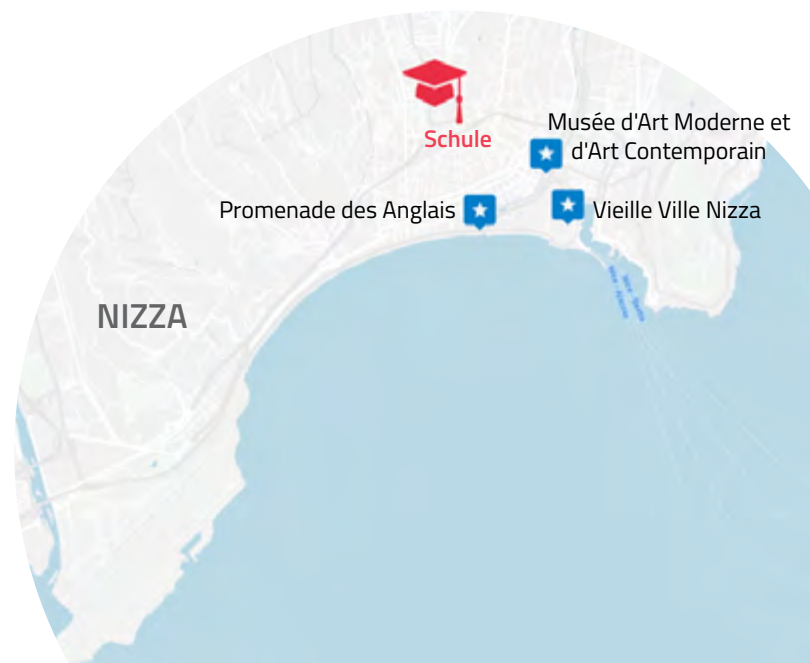 Schule
Musée d'Art Moderne et
d'Art Contemporain
Promenade des Anglais
Vieille Ville Nizza
NIZZA